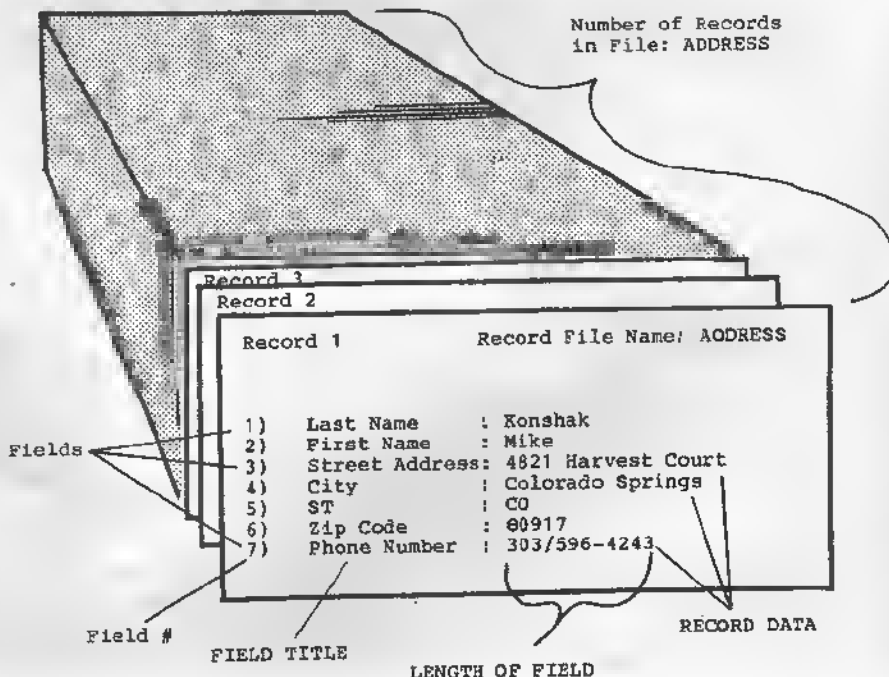 Number of Records
in File: ADDRESS
Record 3
Record 2
Record 1 Record File Name: ADDRESS
1) Last Name : Konshak
2) First Name : Mike
3) Street Address: 4821 Harvest Court
4) City : Colorado Springs
5) ST : CO
6) Zip Code : 80917
7) Phone Number : 303/596-4243
Fields
Field #
FIELD TITLE
LENGTH OF FIELD
RECORD DATA